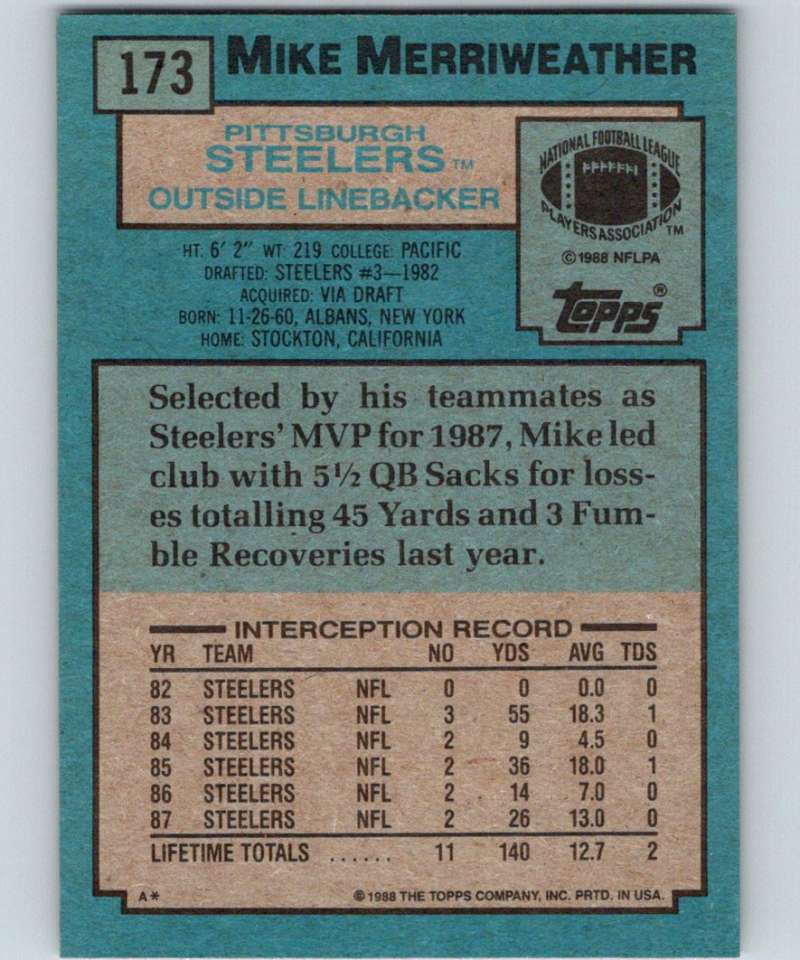 173 MIKE MERRIWEATHER
PITTSBURGH
STEELERS TM
OUTSIDE LINEBACKER
NATIONAL FOOTBALL LEAGUE
PLAYERS ASSOCIATION TM
© 1988 NFLPA
Topps®
HT. 6' 2" WT. 219 COLLEGE: PACIFIC
DRAFTED: STEELERS #3—1982
ACQUIRED: VIA DRAFT
BORN: 11-26-60, ALBANS, NEW YORK
HOME: STOCKTON, CALIFORNIA
Selected by his teammates as
Steelers' MVP for 1987, Mike led
club with 5½ QB Sacks for loss-
es totalling 45 Yards and 3 Fum-
ble Recoveries last year.
INTERCEPTION RECORD
YR TEAM NO YDS AVG TDS
82 STEELERS NFL 0 0 0.0 0
83 STEELERS NFL 3 55 18.3 1
84 STEELERS NFL 2 9 4.5 0
85 STEELERS NFL 2 36 18.0 1
86 STEELERS NFL 2 14 7.0 0
87 STEELERS NFL 2 26 13.0 0
LIFETIME TOTALS ...... 11 140 12.7 2
A* © 1988 THE TOPPS COMPANY, INC. PRTD. IN USA.